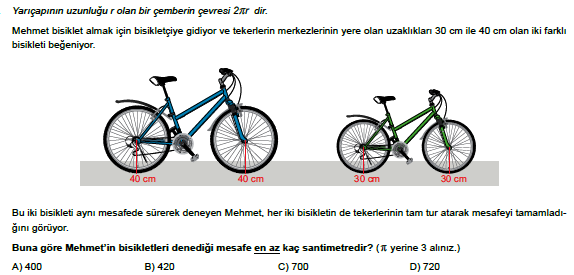 Yarıçapının uzunluğu r olan bir çemberin çevresi 2πr dir.
Mehmet bisiklet almak için bisikletçiye gidiyor ve tekerlerin merkezlerinin yere olan uzaklıkları 30 cm ile 40 cm olan iki farklı
bisikleti beğeniyor.
40 cm 40 cm 30 cm 30 cm
Bu iki bisikleti aynı mesafede sürerek deneyen Mehmet, her iki bisikletin de tekerlerinin tam tur atarak mesafeyi tamamladı-
ğını görüyor.
Buna göre Mehmet'in bisikletleri denediği mesafe en az kaç santimetredir? (π yerine 3 alınız.)
A) 400 B) 420 C) 700 D) 720